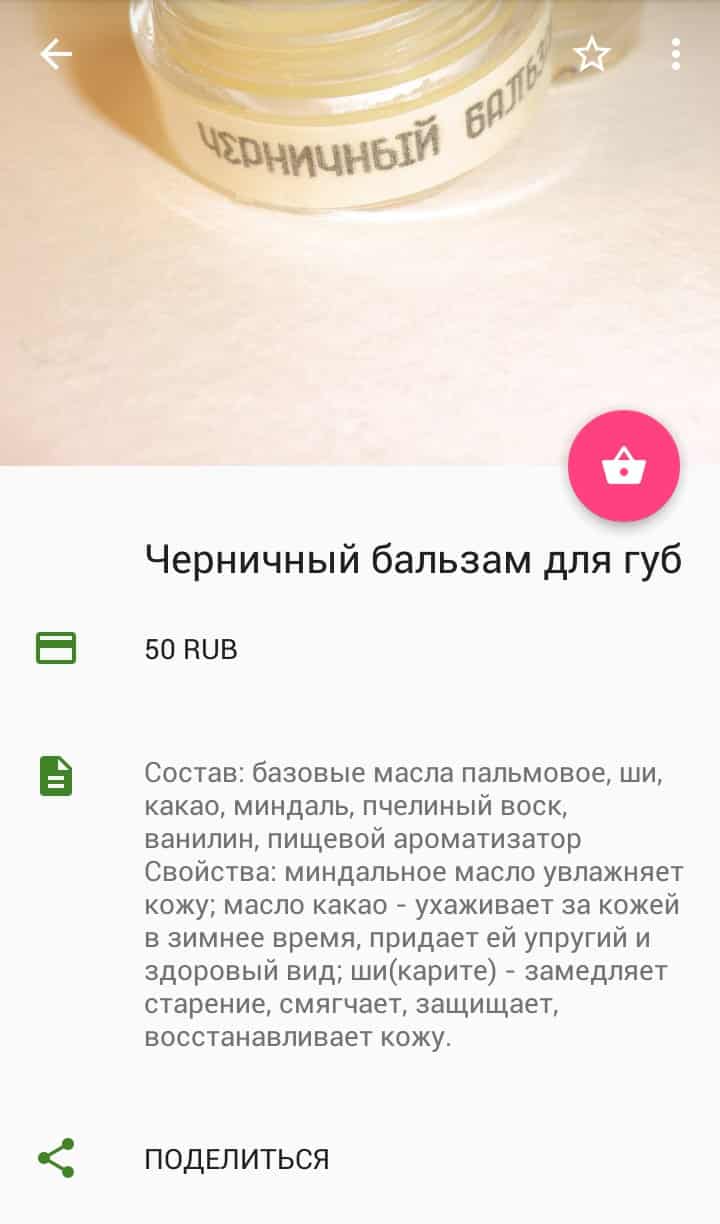 ЧЕРНИЧНЫЙ БАЛЬЗ
Черничный бальзам для губ
50 RUB
Состав: базовые масла пальмовое, ши,
какао, миндаль, пчелиный воск,
ванилин, пищевой ароматизатор
Свойства: миндальное масло увлажняет
кожу; масло какао - ухаживает за кожей
в зимнее время, придает ей упругий и
здоровый вид; ши(карите) - замедляет
старение, смягчает, защищает,
восстанавливает кожу.
ПОДЕЛИТЬСЯ